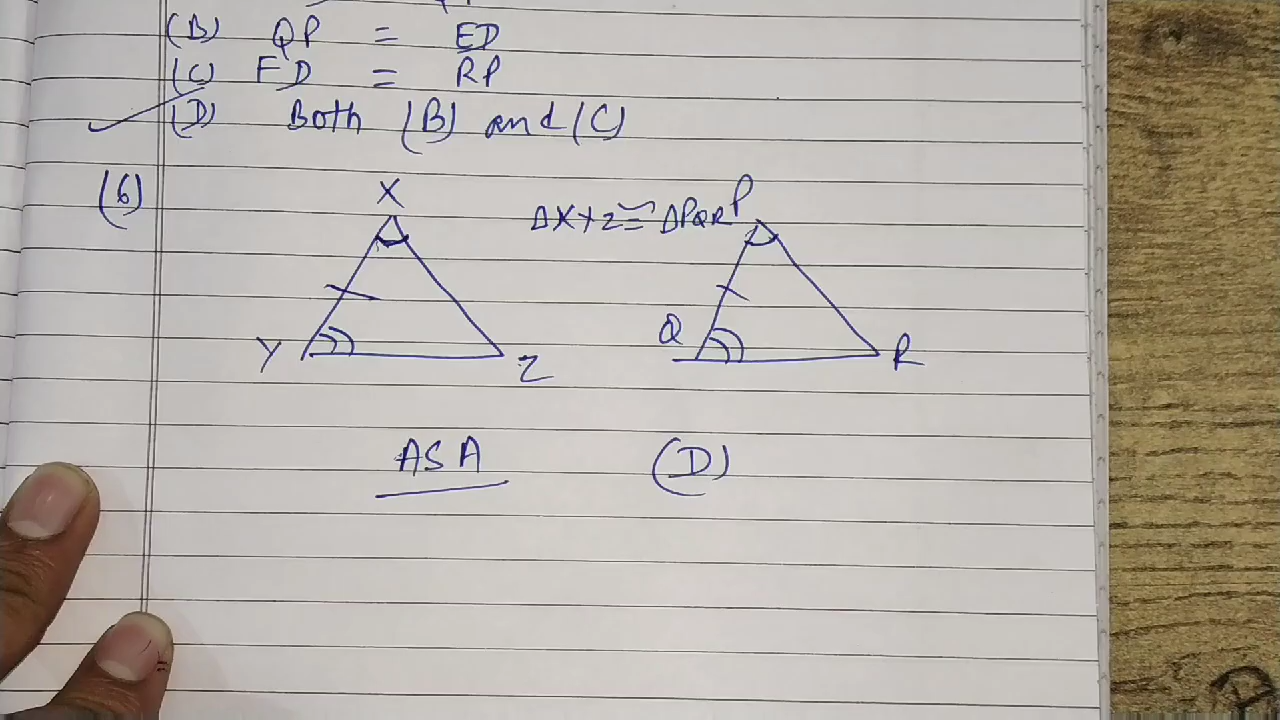 (B) QP = ED
(C) FD = RP
(D) Both (B) and (C)
(6)
X
ΔXYZ ≅ ΔPQR
P
Y
Z
Q
R
ASA
(D)